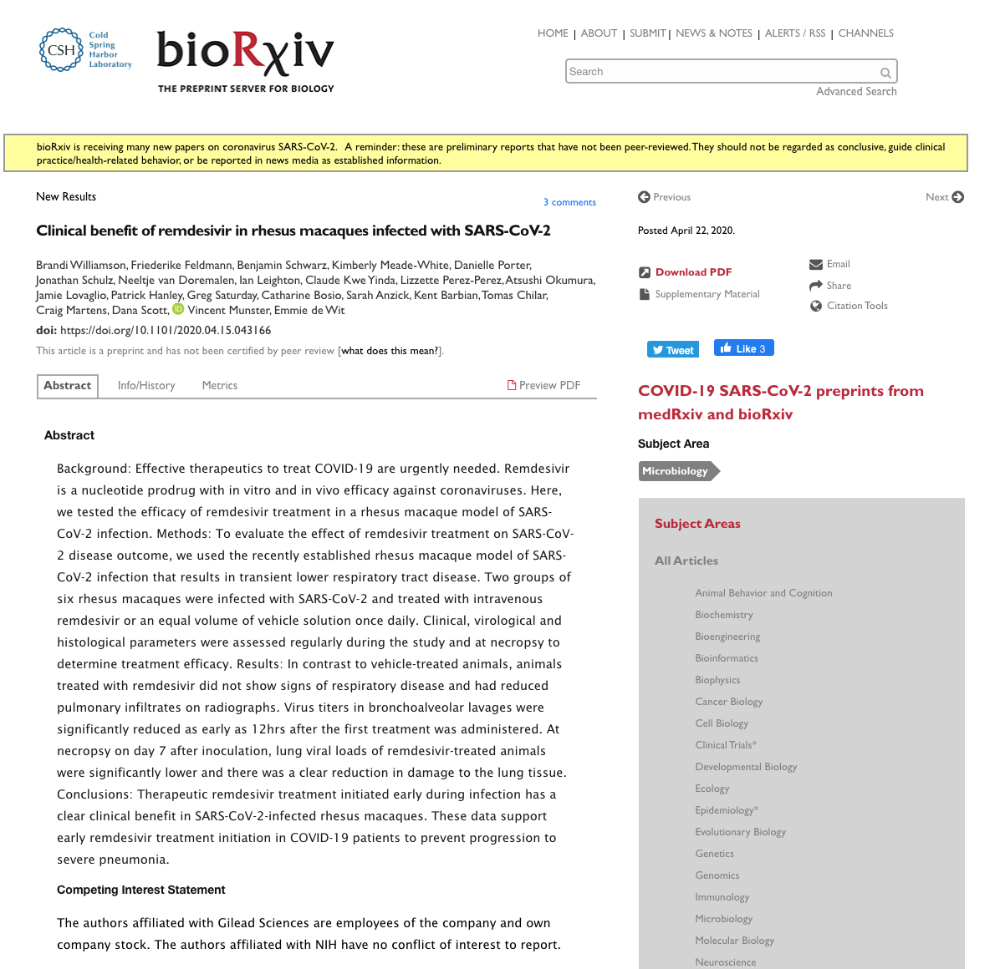 CSH
Cold
Spring
Harbor
Laboratory
bioRxiv
THE PREPRINT SERVER FOR BIOLOGY
HOME | ABOUT | SUBMIT | NEWS & NOTES | ALERTS / RSS | CHANNELS
Search
Advanced Search
bioRxiv is receiving many new papers on coronavirus SARS-CoV-2. A reminder: these are preliminary reports that have not been peer-reviewed. They should not be regarded as conclusive, guide clinical
practice/health-related behavior, or be reported in news media as established information.
New Results
3 comments
Clinical benefit of remdesivir in rhesus macaques infected with SARS-CoV-2
Brandi Williamson, Friederike Feldmann, Benjamin Schwarz, Kimberly Meade-White, Danielle Porter,
Jonathan Schulz, Neeltje van Doremalen, Ian Leighton, Claude Kwe Yinda, Lizzette Perez-Perez, Atsushi Okumura,
Jamie Lovaglio, Patrick Hanley, Greg Saturday, Catharine Bosio, Sarah Anzick, Kent Barbian, Tomas Chilar,
Craig Martens, Dana Scott, iD Vincent Munster, Emmie de Wit
doi: https://doi.org/10.1101/2020.04.15.043166
This article is a preprint and has not been certified by peer review [what does this mean?].
Abstract
Info/History
Metrics
Preview PDF
Abstract
Background: Effective therapeutics to treat COVID-19 are urgently needed. Remdesivir
is a nucleotide prodrug with in vitro and in vivo efficacy against coronaviruses. Here,
we tested the efficacy of remdesivir treatment in a rhesus macaque model of SARS-
CoV-2 infection. Methods: To evaluate the effect of remdesivir treatment on SARS-CoV-
2 disease outcome, we used the recently established rhesus macaque model of SARS-
CoV-2 infection that results in transient lower respiratory tract disease. Two groups of
six rhesus macaques were infected with SARS-CoV-2 and treated with intravenous
remdesivir or an equal volume of vehicle solution once daily. Clinical, virological and
histological parameters were assessed regularly during the study and at necropsy to
determine treatment efficacy. Results: In contrast to vehicle-treated animals, animals
treated with remdesivir did not show signs of respiratory disease and had reduced
pulmonary infiltrates on radiographs. Virus titers in bronchoalveolar lavages were
significantly reduced as early as 12hrs after the first treatment was administered. At
necropsy on day 7 after inoculation, lung viral loads of remdesivir-treated animals
were significantly lower and there was a clear reduction in damage to the lung tissue.
Conclusions: Therapeutic remdesivir treatment initiated early during infection has a
clear clinical benefit in SARS-CoV-2-infected rhesus macaques. These data support
early remdesivir treatment initiation in COVID-19 patients to prevent progression to
severe pneumonia.
Competing Interest Statement
The authors affiliated with Gilead Sciences are employees of the company and own
company stock. The authors affiliated with NIH have no conflict of interest to report.
Previous
Next
Posted April 22, 2020.
Download PDF
Supplementary Material
Email
Share
Citation Tools
Tweet
Like 3
COVID-19 SARS-CoV-2 preprints from
medRxiv and bioRxiv
Subject Area
Microbiology
Subject Areas
All Articles
Animal Behavior and Cognition
Biochemistry
Bioengineering
Bioinformatics
Biophysics
Cancer Biology
Cell Biology
Clinical Trials*
Developmental Biology
Ecology
Epidemiology*
Evolutionary Biology
Genetics
Genomics
Immunology
Microbiology
Molecular Biology
Neuroscience